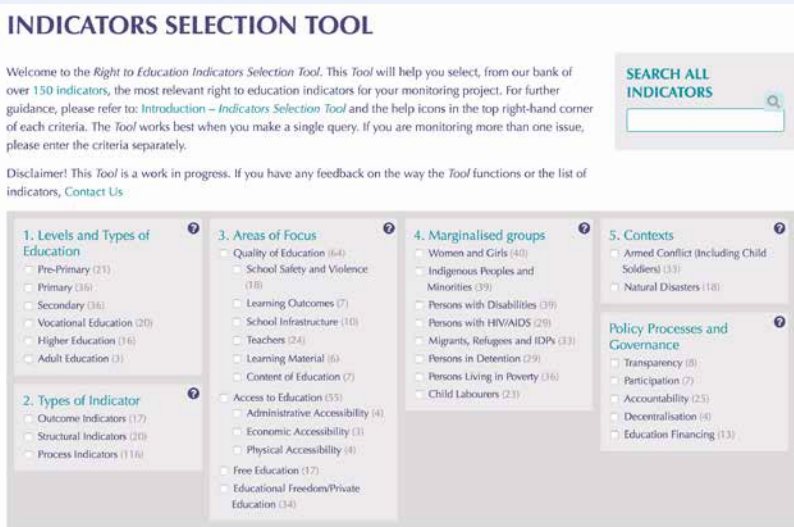 INDICATORS SELECTION TOOL
Welcome to the Right to Education Indicators Selection Tool. This Tool will help you select, from our bank of
over 150 indicators, the most relevant right to education indicators for your monitoring project. For further
guidance, please refer to: Introduction – Indicators Selection Tool and the help icons in the top right-hand corner
of each criteria. The Tool works best when you make a single query. If you are monitoring more than one issue,
please enter the criteria separately.
Disclaimer! This Tool is a work in progress. If you have any feedback on the way the Tool functions or the list of
indicators, Contact Us
SEARCH ALL
INDICATORS
1. Levels and Types of
Education
Pre-Primary (21)
Primary (36)
Secondary (36)
Vocational Education (20)
Higher Education (16)
Adult Education (3)
2. Types of Indicator
Outcome Indicators (17)
Structural Indicators (20)
Process Indicators (116)
3. Areas of Focus
Quality of Education (64)
School Safety and Violence
(18)
Learning Outcomes (7)
School Infrastructure (10)
Teachers (24)
Learning Material (6)
Content of Education (7)
Access to Education (55)
Administrative Accessibility (4)
Economic Accessibility (3)
Physical Accessibility (4)
Free Education (17)
Educational Freedom/Private
Education (34)
4. Marginalised groups
Women and Girls (40)
Indigenous Peoples and
Minorities (39)
Persons with Disabilities (39)
Persons with HIV/AIDS (29)
Migrants, Refugees and IDPs (33)
Persons in Detention (29)
Persons Living in Poverty (36)
Child Labourers (23)
5. Contexts
Armed Conflict (Including Child
Soldiers) (33)
Natural Disasters (18)
Policy Processes and
Governance
Transparency (8)
Participation (7)
Accountability (25)
Decentralisation (4)
Education Financing (13)